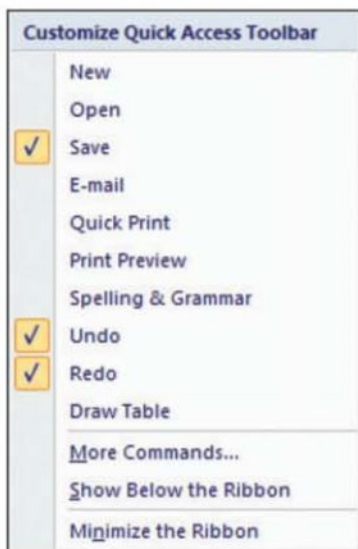 Customize Quick Access Toolbar
New
Open
Save
E-mail
Quick Print
Print Preview
Spelling & Grammar
Undo
Redo
Draw Table
More Commands...
Show Below the Ribbon
Minimize the Ribbon